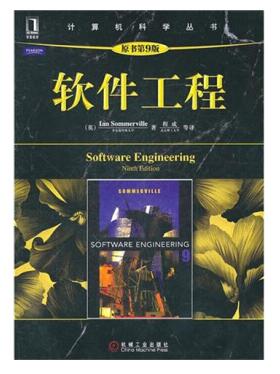 计算机科学丛书
PEARSON
原书第9版
软件工程
(英) Ian Sommerville 著 程成 等译
Software Engineering
Ninth Edition
SOMMERVILLE
SOFTWARE ENGINEERING
9
机械工业出版社
China Machine Press